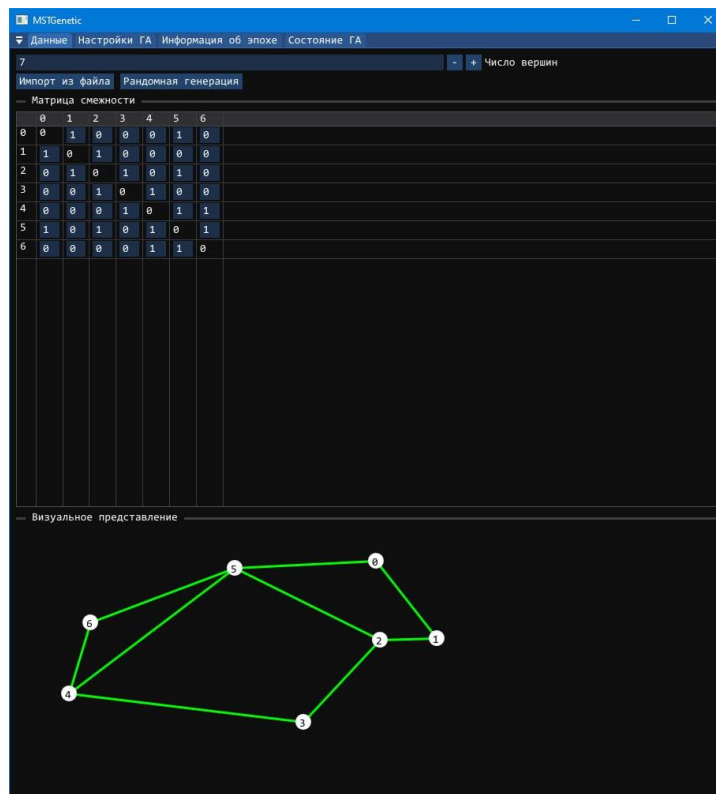 MSTGenetic
Данные Настройки ГА Информация об эпохе Состояние ГА
7 - + Число вершин
Импорт из файла Рандомная генерация
Матрица смежности
0 1 2 3 4 5 6
0 0 1 0 0 0 1 0
1 1 0 1 0 0 0 0
2 0 1 0 1 0 1 0
3 0 0 1 0 1 0 0
4 0 0 0 1 0 1 1
5 1 0 1 0 1 0 1
6 0 0 0 0 1 1 0
Визуальное представление
0
5
6
2 1
4
3